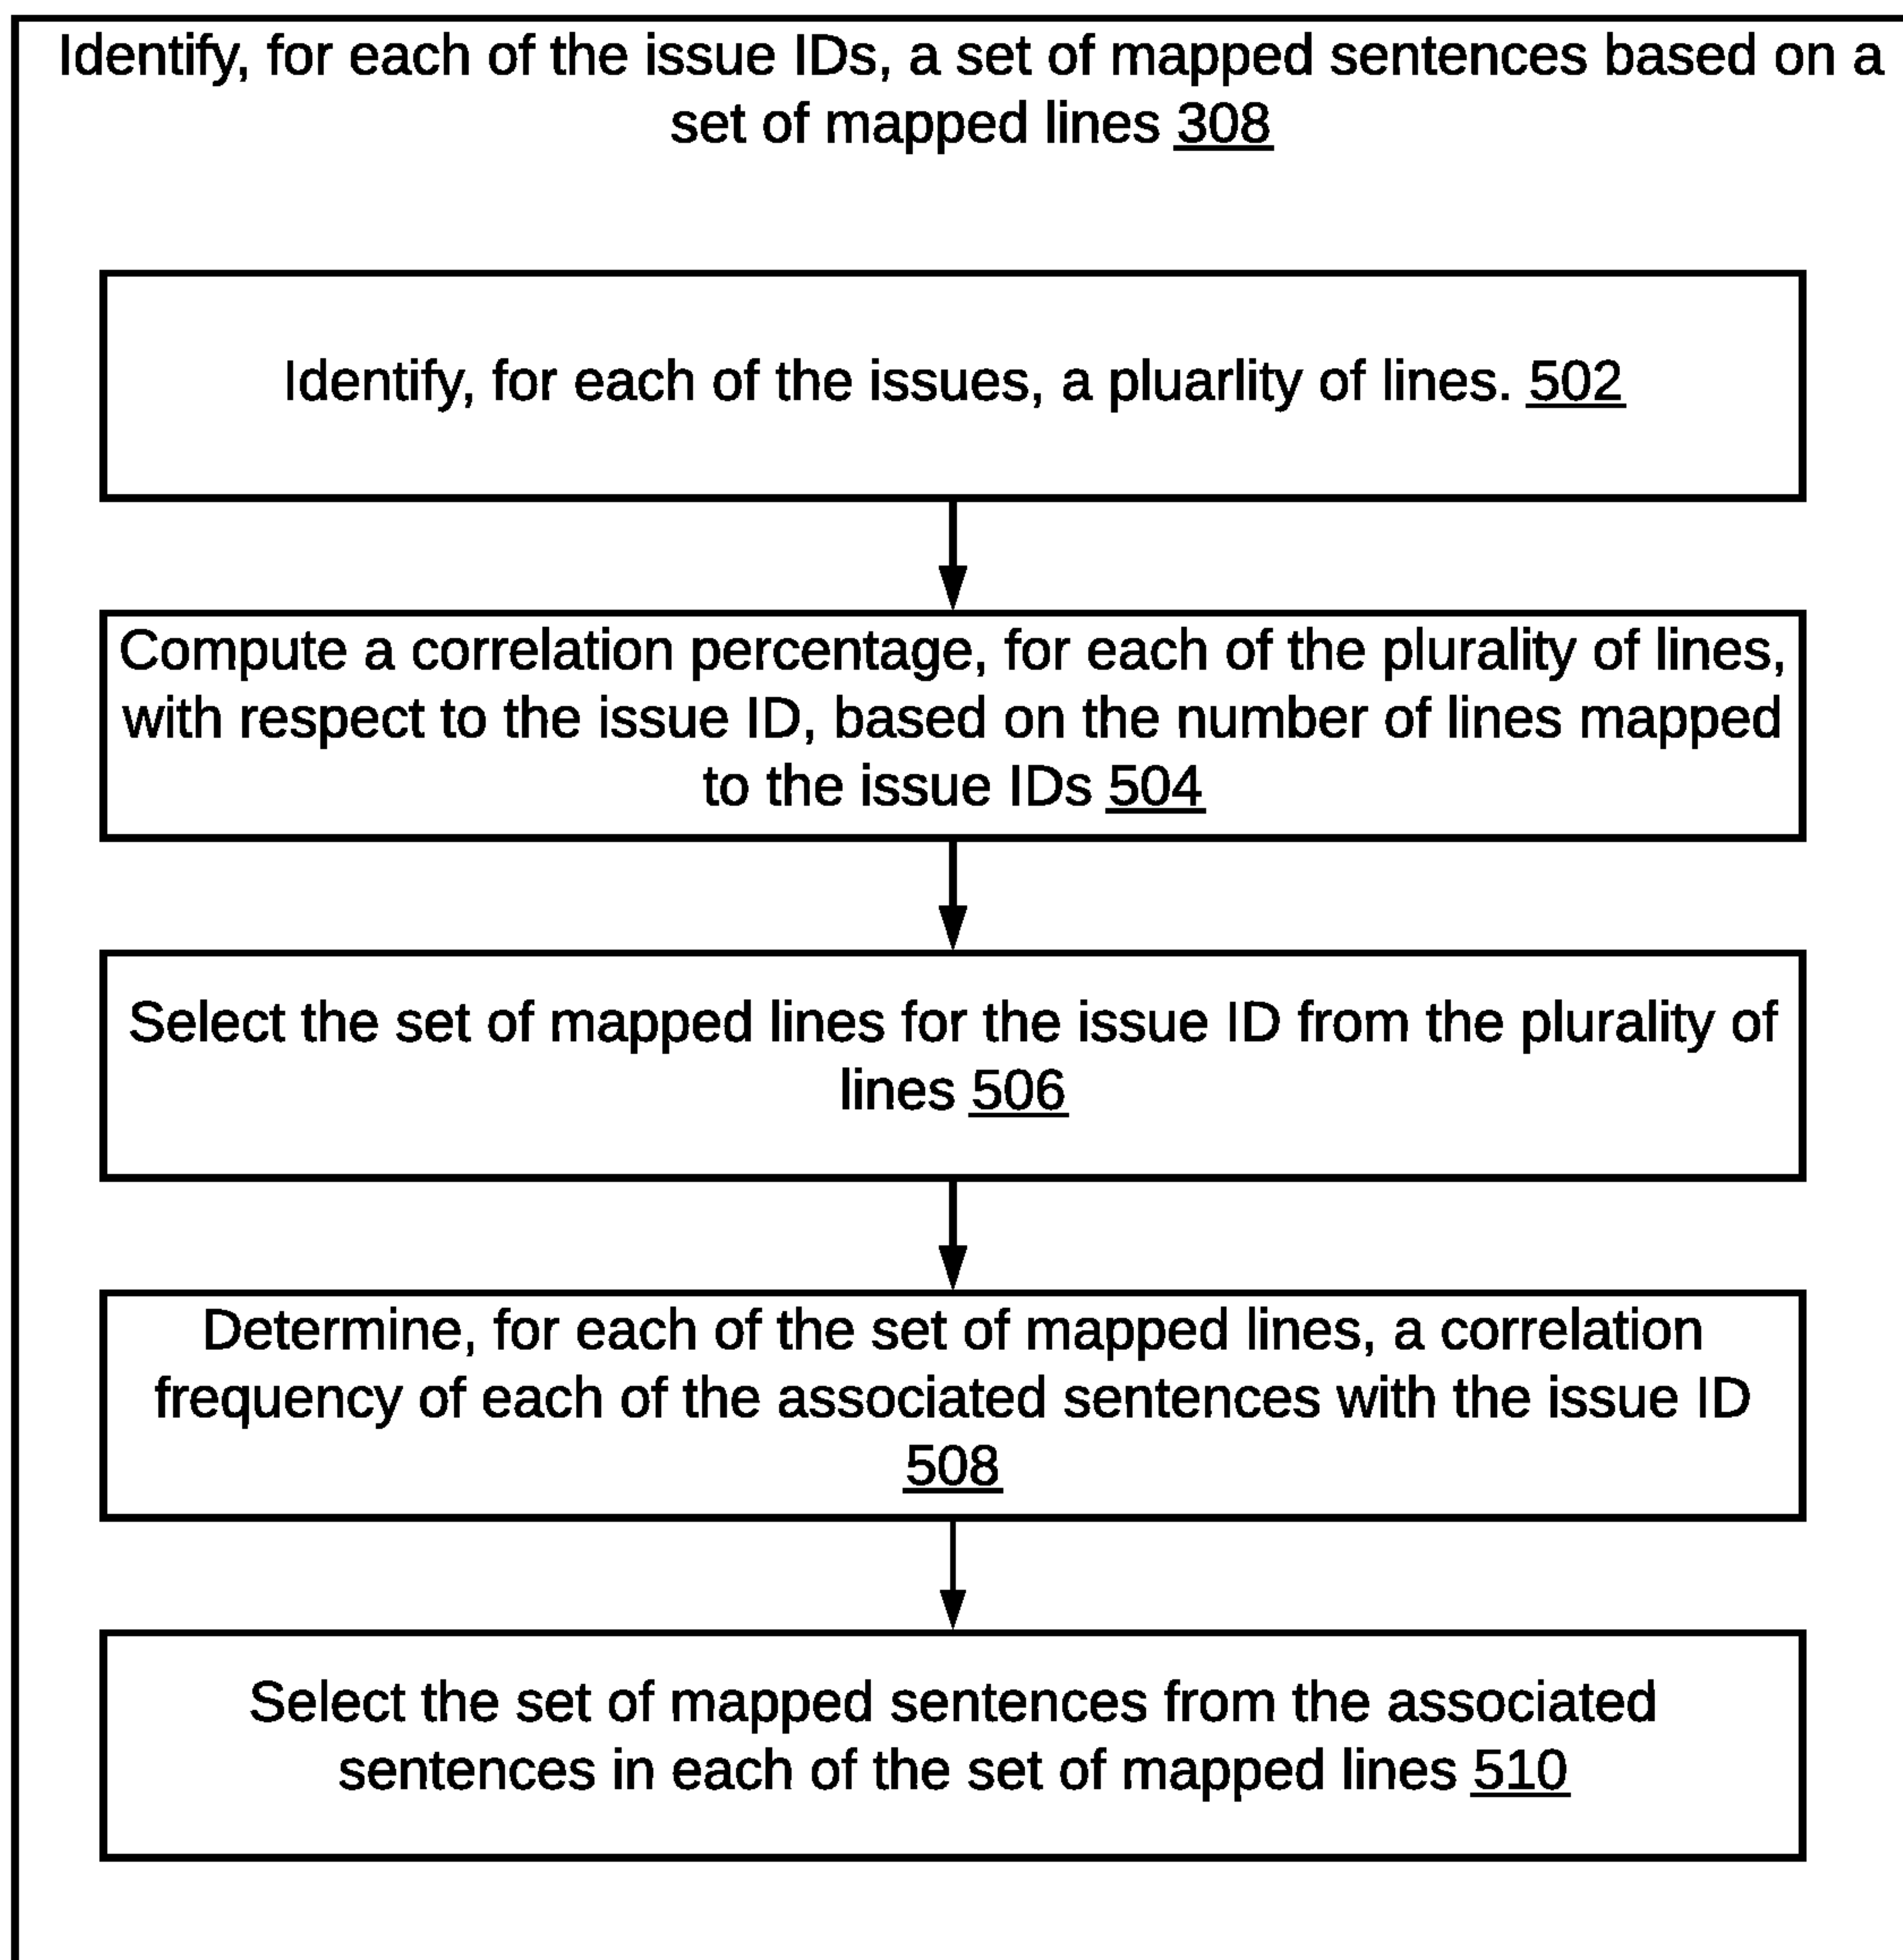 Identify, for each of the issue IDs, a set of mapped sentences based on a
set of mapped lines 308
Identify, for each of the issues, a pluarlity of lines. 502
Compute a correlation percentage, for each of the plurality of lines,
with respect to the issue ID, based on the number of lines mapped
to the issue IDs 504
Select the set of mapped lines for the issue ID from the plurality of
lines 506
Determine, for each of the set of mapped lines, a correlation
frequency of each of the associated sentences with the issue ID
508
Select the set of mapped sentences from the associated
sentences in each of the set of mapped lines 510